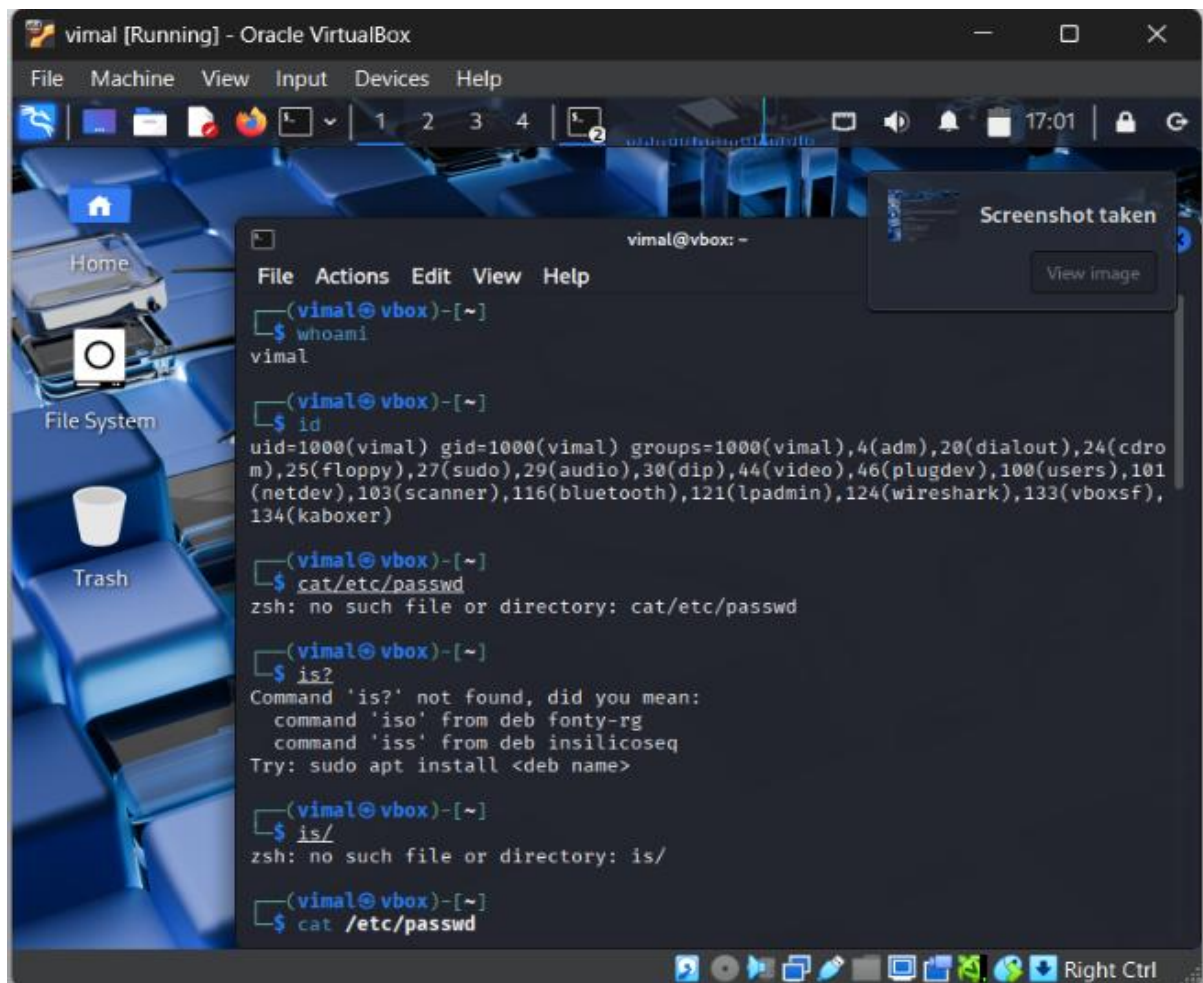 vimal [Running] - Oracle VirtualBox
File Machine View Input Devices Help
1 2 3 4 2 17:01
Screenshot taken
View image
Home
File System
Trash
vimal@vbox: ~
File Actions Edit View Help
┌──(vimal㉿vbox)-[~]
└─$ whoami
vimal
┌──(vimal㉿vbox)-[~]
└─$ id
uid=1000(vimal) gid=1000(vimal) groups=1000(vimal),4(adm),20(dialout),24(cdro
m),25(floppy),27(sudo),29(audio),30(dip),44(video),46(plugdev),100(users),101
(netdev),103(scanner),116(bluetooth),121(lpadmin),124(wireshark),133(vboxsf),
134(kaboxer)
┌──(vimal㉿vbox)-[~]
└─$ cat/etc/passwd
zsh: no such file or directory: cat/etc/passwd
┌──(vimal㉿vbox)-[~]
└─$ is?
Command 'is?' not found, did you mean:
  command 'iso' from deb fonty-rg
  command 'iss' from deb insilicoseq
Try: sudo apt install <deb name>
┌──(vimal㉿vbox)-[~]
└─$ is/
zsh: no such file or directory: is/
┌──(vimal㉿vbox)-[~]
└─$ cat /etc/passwd
Right Ctrl